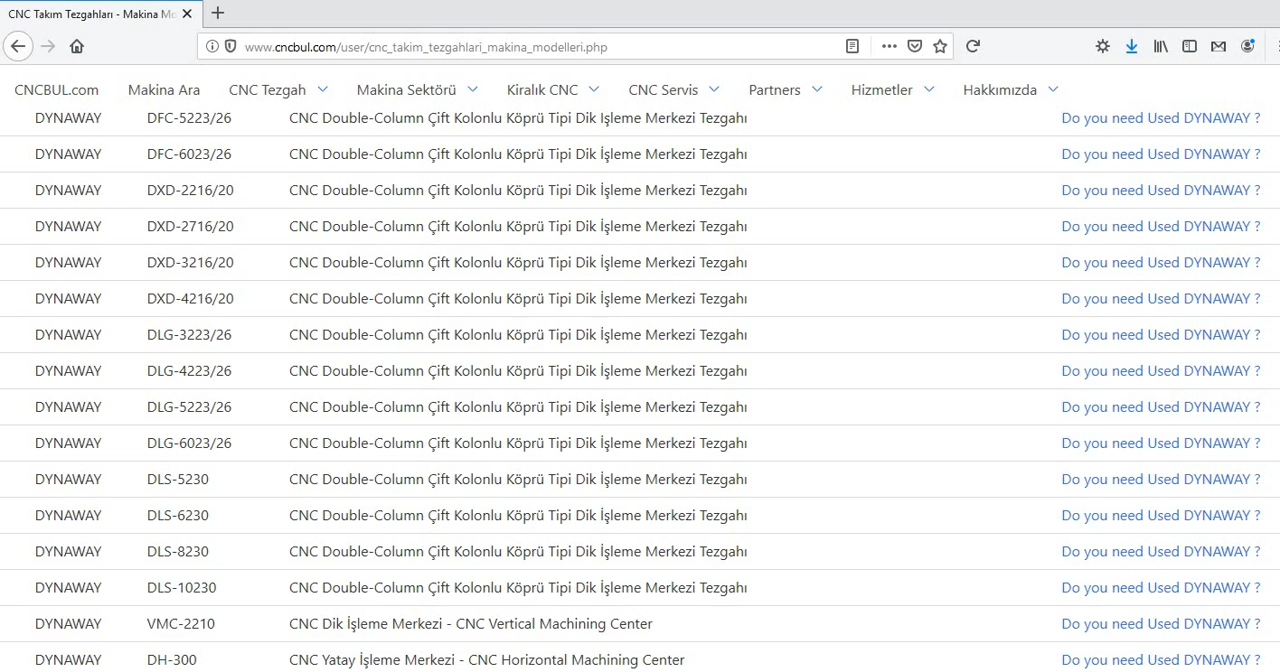 CNC Takım Tezgahları - Makina Mo
www.cncbul.com/user/cnc_takim_tezgahlari_makina_modelleri.php
CNCBUL.com Makina Ara CNC Tezgah Makina Sektörü Kiralık CNC CNC Servis Partners Hizmetler Hakkımızda
DYNAWAY DFC-5223/26 CNC Double-Column Çift Kolonlu Köprü Tipi Dik İşleme Merkezi Tezgahı Do you need Used DYNAWAY ?
DYNAWAY DFC-6023/26 CNC Double-Column Çift Kolonlu Köprü Tipi Dik İşleme Merkezi Tezgahı Do you need Used DYNAWAY ?
DYNAWAY DXD-2216/20 CNC Double-Column Çift Kolonlu Köprü Tipi Dik İşleme Merkezi Tezgahı Do you need Used DYNAWAY ?
DYNAWAY DXD-2716/20 CNC Double-Column Çift Kolonlu Köprü Tipi Dik İşleme Merkezi Tezgahı Do you need Used DYNAWAY ?
DYNAWAY DXD-3216/20 CNC Double-Column Çift Kolonlu Köprü Tipi Dik İşleme Merkezi Tezgahı Do you need Used DYNAWAY ?
DYNAWAY DXD-4216/20 CNC Double-Column Çift Kolonlu Köprü Tipi Dik İşleme Merkezi Tezgahı Do you need Used DYNAWAY ?
DYNAWAY DLG-3223/26 CNC Double-Column Çift Kolonlu Köprü Tipi Dik İşleme Merkezi Tezgahı Do you need Used DYNAWAY ?
DYNAWAY DLG-4223/26 CNC Double-Column Çift Kolonlu Köprü Tipi Dik İşleme Merkezi Tezgahı Do you need Used DYNAWAY ?
DYNAWAY DLG-5223/26 CNC Double-Column Çift Kolonlu Köprü Tipi Dik İşleme Merkezi Tezgahı Do you need Used DYNAWAY ?
DYNAWAY DLG-6023/26 CNC Double-Column Çift Kolonlu Köprü Tipi Dik İşleme Merkezi Tezgahı Do you need Used DYNAWAY ?
DYNAWAY DLS-5230 CNC Double-Column Çift Kolonlu Köprü Tipi Dik İşleme Merkezi Tezgahı Do you need Used DYNAWAY ?
DYNAWAY DLS-6230 CNC Double-Column Çift Kolonlu Köprü Tipi Dik İşleme Merkezi Tezgahı Do you need Used DYNAWAY ?
DYNAWAY DLS-8230 CNC Double-Column Çift Kolonlu Köprü Tipi Dik İşleme Merkezi Tezgahı Do you need Used DYNAWAY ?
DYNAWAY DLS-10230 CNC Double-Column Çift Kolonlu Köprü Tipi Dik İşleme Merkezi Tezgahı Do you need Used DYNAWAY ?
DYNAWAY VMC-2210 CNC Dik İşleme Merkezi - CNC Vertical Machining Center Do you need Used DYNAWAY ?
DYNAWAY DH-300 CNC Yatay İşleme Merkezi - CNC Horizontal Machining Center Do you need Used DYNAWAY ?